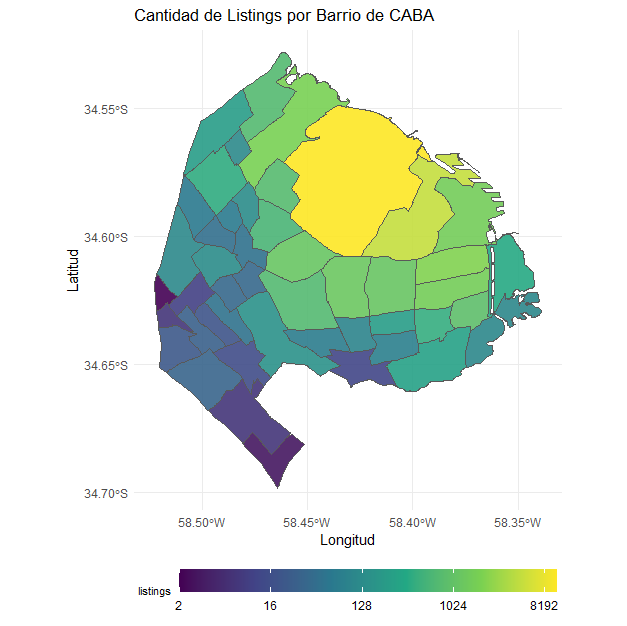 Cantidad de Listings por Barrio de CABA
34.55°S
34.60°S
34.65°S
34.70°S
Latitud
58.50°W 58.45°W 58.40°W 58.35°W
Longitud
listings
2 16 128 1024 8192